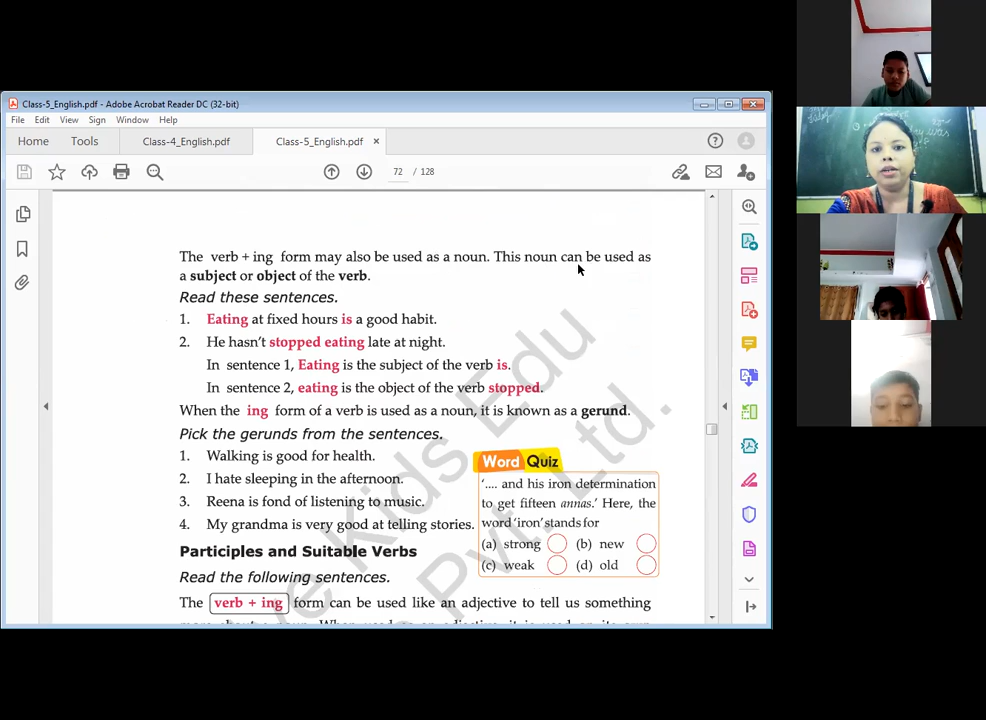 Class-5_English.pdf - Adobe Acrobat Reader DC (32-bit)
File Edit View Sign Window Help
Home Tools Class-4_English.pdf Class-5_English.pdf ×
72 / 128
The verb + ing form may also be used as a noun. This noun can be used as
a subject or object of the verb.
Read these sentences.
1. Eating at fixed hours is a good habit.
2. He hasn't stopped eating late at night.
In sentence 1, Eating is the subject of the verb is.
In sentence 2, eating is the object of the verb stopped.
When the ing form of a verb is used as a noun, it is known as a gerund.
Pick the gerunds from the sentences.
1. Walking is good for health.
2. I hate sleeping in the afternoon.
3. Reena is fond of listening to music.
4. My grandma is very good at telling stories.
Word Quiz
'.... and his iron determination
to get fifteen annas.' Here, the
word 'iron' stands for
(a) strong (b) new
(c) weak (d) old
Participles and Suitable Verbs
Read the following sentences.
The verb + ing form can be used like an adjective to tell us something
Kids Edu
Pvt. Ltd.